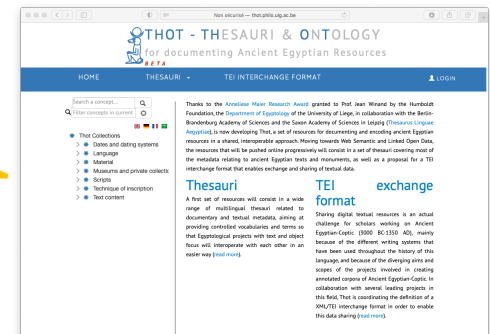 Non sécurisé — thot.philo.ulg.ac.be
THOT - THESAURI & ONTOLOGY
for documenting Ancient Egyptian Resources
BETA
HOME THESAURI TEI INTERCHANGE FORMAT LOGIN
Search a concept...
Filter concepts in current
Thot Collections
Dates and dating systems
Language
Material
Museums and private collectic
Scripts
Technique of inscription
Text content
Thanks to the Anneliese Maier Research Award granted to Prof. Jean Winand by the Humboldt
Foundation, the Department of Egyptology of the University of Liege, in collaboration with the Berlin-
Brandenburg Academy of Sciences and the Saxon Academy of Sciences in Leipzig (Thesaurus Linguae
Aegyptiae), is now developing Thot, a set of resources for documenting and encoding ancient Egyptian
resources in a shared, interoperable approach. Moving towards Web Semantic and Linked Open Data,
the resources that will be pushed online progressively will consist in a set of thesauri covering most of
the metadata relating to ancient Egyptian texts and monuments, as well as a proposal for a TEI
interchange format that enables exchange and sharing of textual data.
Thesauri
A first set of resources will consist in a wide
range of multilingual thesauri related to
documentary and textual metadata, aiming at
providing controlled vocabularies and terms so
that Egyptological projects with text and object
focus will interoperate with each other in an
easier way (read more).
TEI exchange
format
Sharing digital textual resources is an actual
challenge for scholars working on Ancient
Egyptian-Coptic (3000 BC-1350 AD), mainly
because of the different writing systems that
have been used throughout the history of this
language, and because of the diverging aims and
scopes of the projects involved in creating
annotated corpora of Ancient Egyptian-Coptic. In
collaboration with several leading projects in
this field, Thot is coordinating the definition of a
XML/TEI interchange format in order to enable
this data sharing (read more).